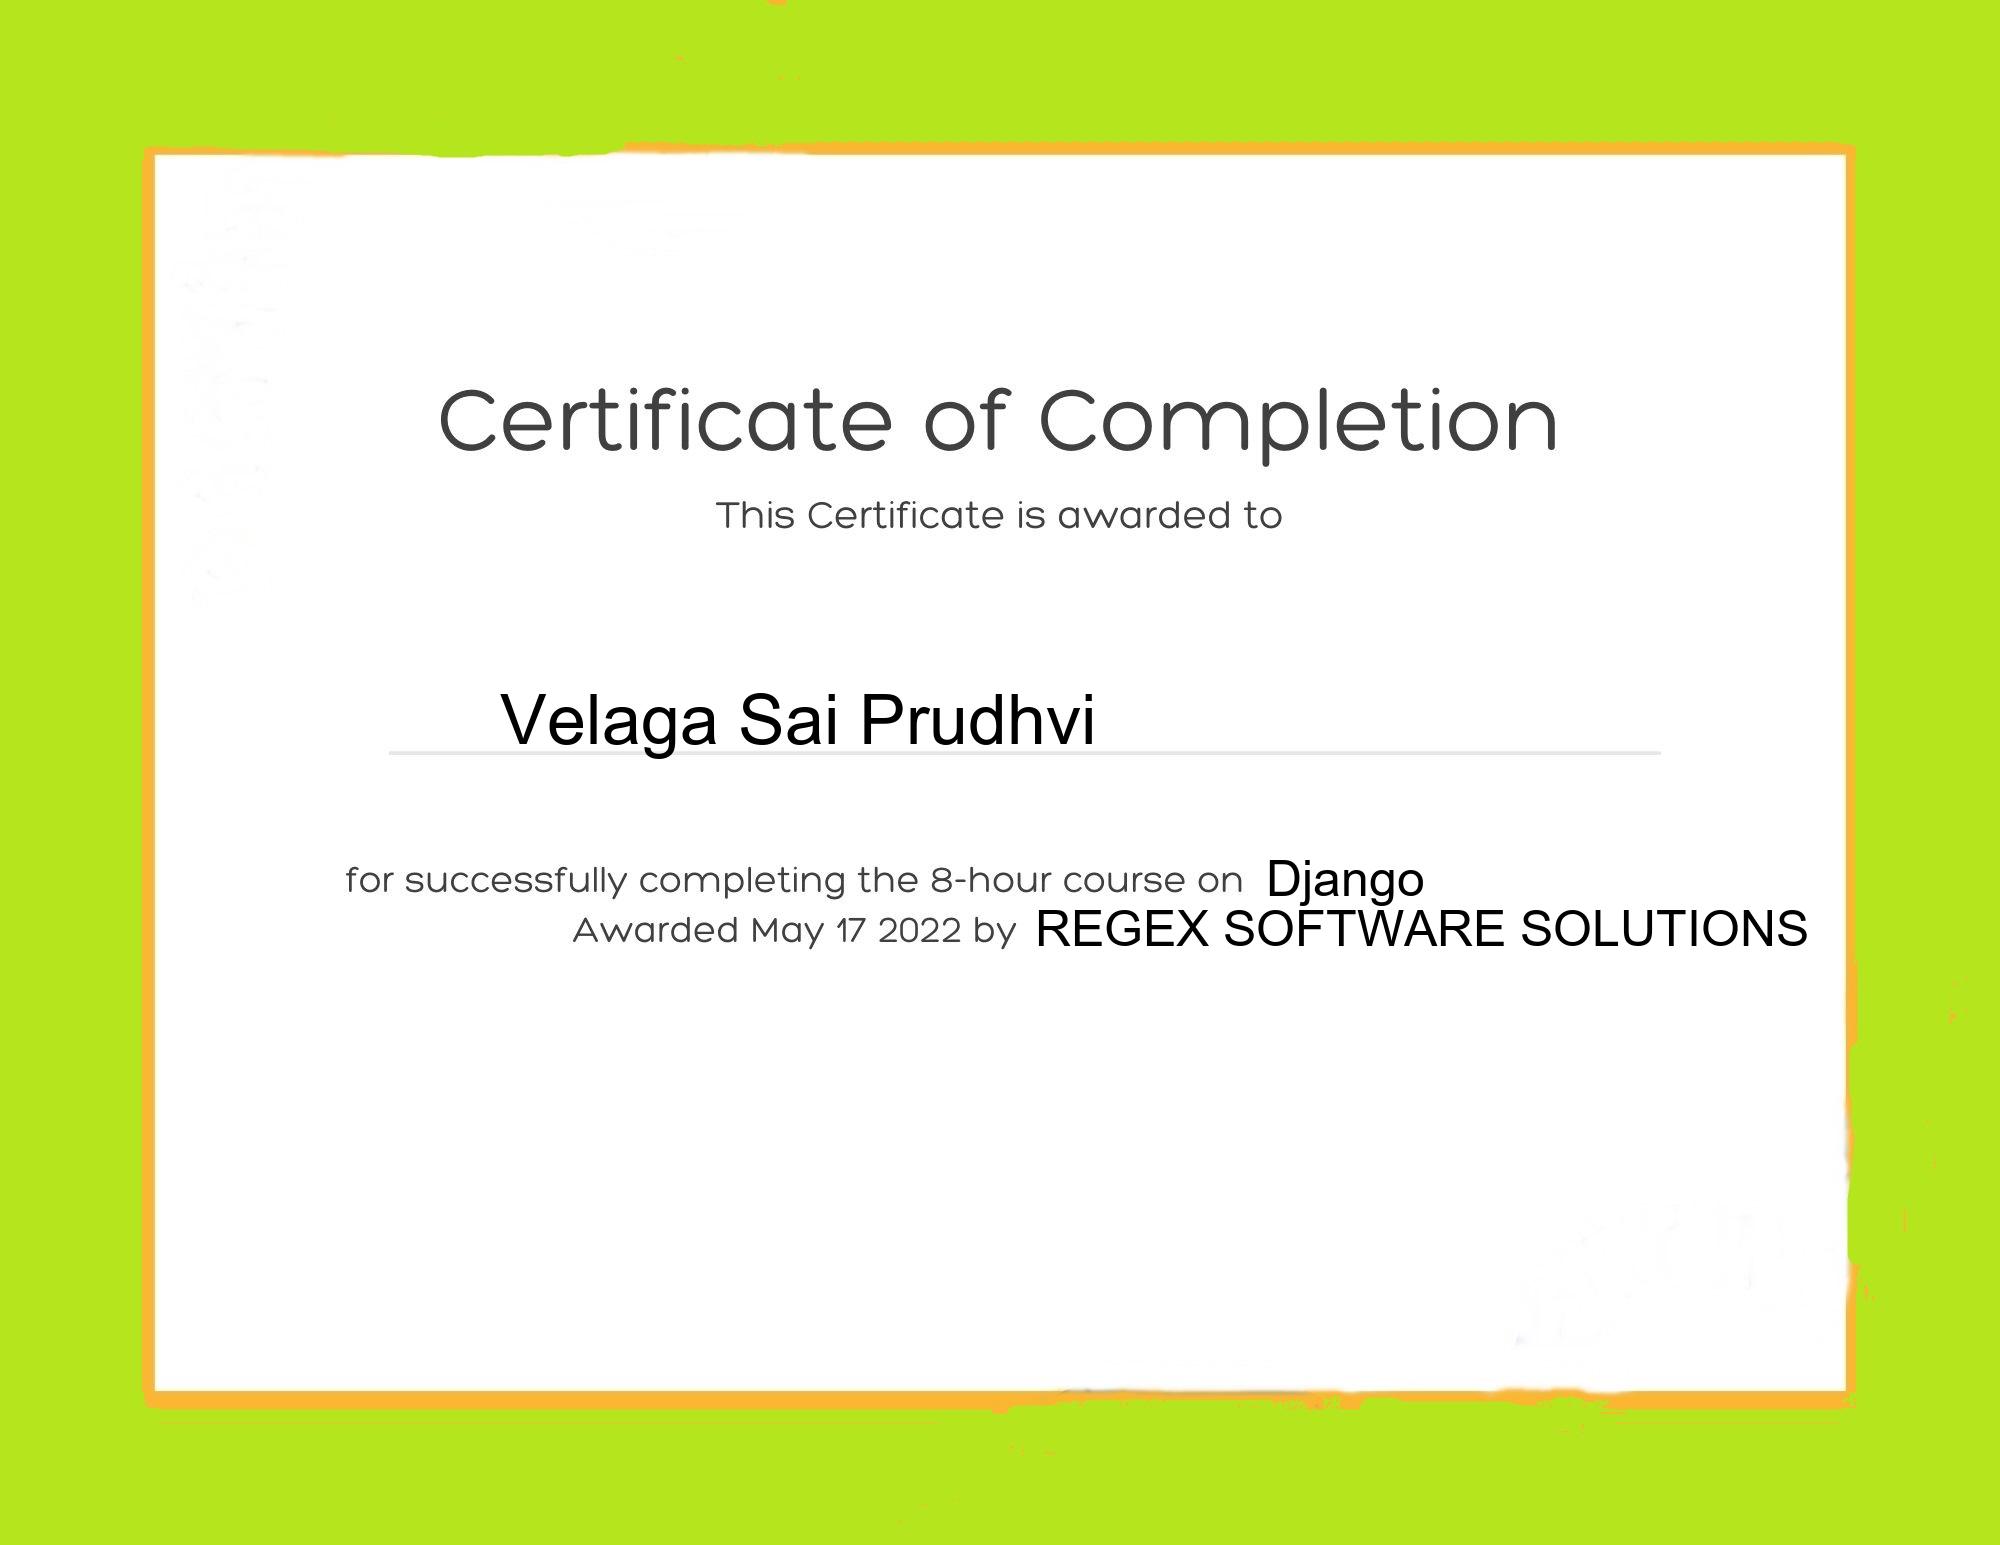 Certificate of Completion
This Certificate is awarded to
Velaga Sai Prudhvi
for successfully completing the 8-hour course on Django
Awarded May 17 2022 by REGEX SOFTWARE SOLUTIONS